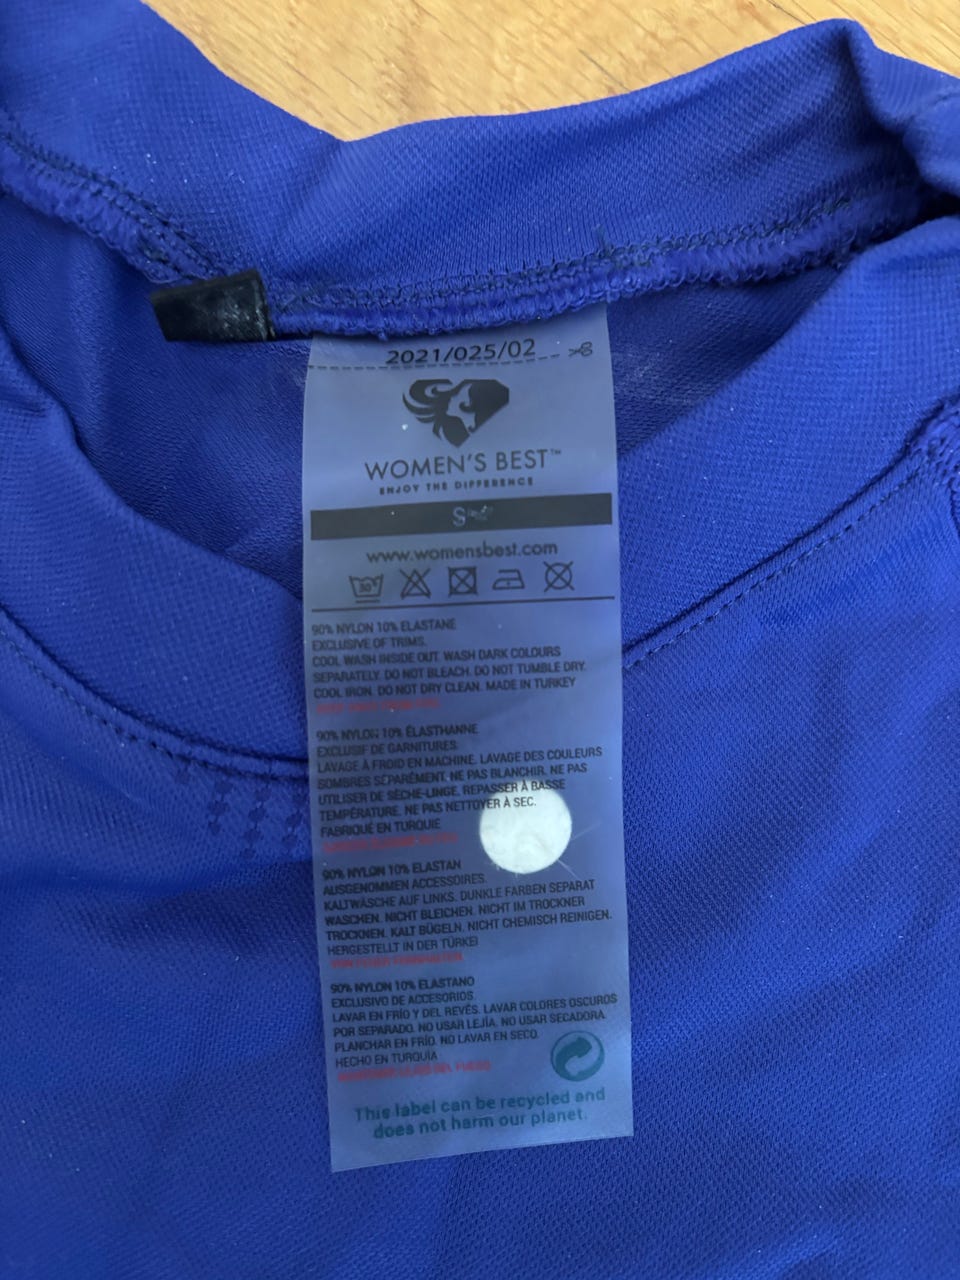 2021/025/02
WOMEN'S BEST™
ENJOY THE DIFFERENCE
S
www.womensbest.com
30°
90% NYLON 10% ELASTANE
EXCLUSIVE OF TRIMS.
COOL WASH INSIDE OUT. WASH DARK COLOURS
SEPARATELY. DO NOT BLEACH. DO NOT TUMBLE DRY.
COOL IRON. DO NOT DRY CLEAN. MADE IN TURKEY
90% NYLON 10% ÉLASTHANNE
EXCLUSIF DE GARNITURES.
LAVAGE À FROID EN MACHINE. LAVAGE DES COULEURS
SOMBRES SÉPARÉMENT. NE PAS BLANCHIR. NE PAS
UTILISER DE SÈCHE-LINGE. REPASSER À BASSE
TEMPÉRATURE. NE PAS NETTOYER À SEC.
FABRIQUÉ EN TURQUIE
90% NYLON 10% ELASTAN
AUSGENOMMEN ACCESSOIRES.
KALTWÄSCHE AUF LINKS. DUNKLE FARBEN SEPARAT
WASCHEN. NICHT BLEICHEN. NICHT IM TROCKNER
TROCKNEN. KALT BÜGELN. NICHT CHEMISCH REINIGEN.
HERGESTELLT IN DER TÜRKEI
90% NYLON 10% ELASTANO
EXCLUSIVO DE ACCESORIOS.
LAVAR EN FRÍO Y DEL REVÉS. LAVAR COLORES OSCUROS
POR SEPARADO. NO USAR LEJÍA. NO USAR SECADORA.
PLANCHAR EN FRÍO. NO LAVAR EN SECO.
HECHO EN TURQUÍA
This label can be recycled and
does not harm our planet.